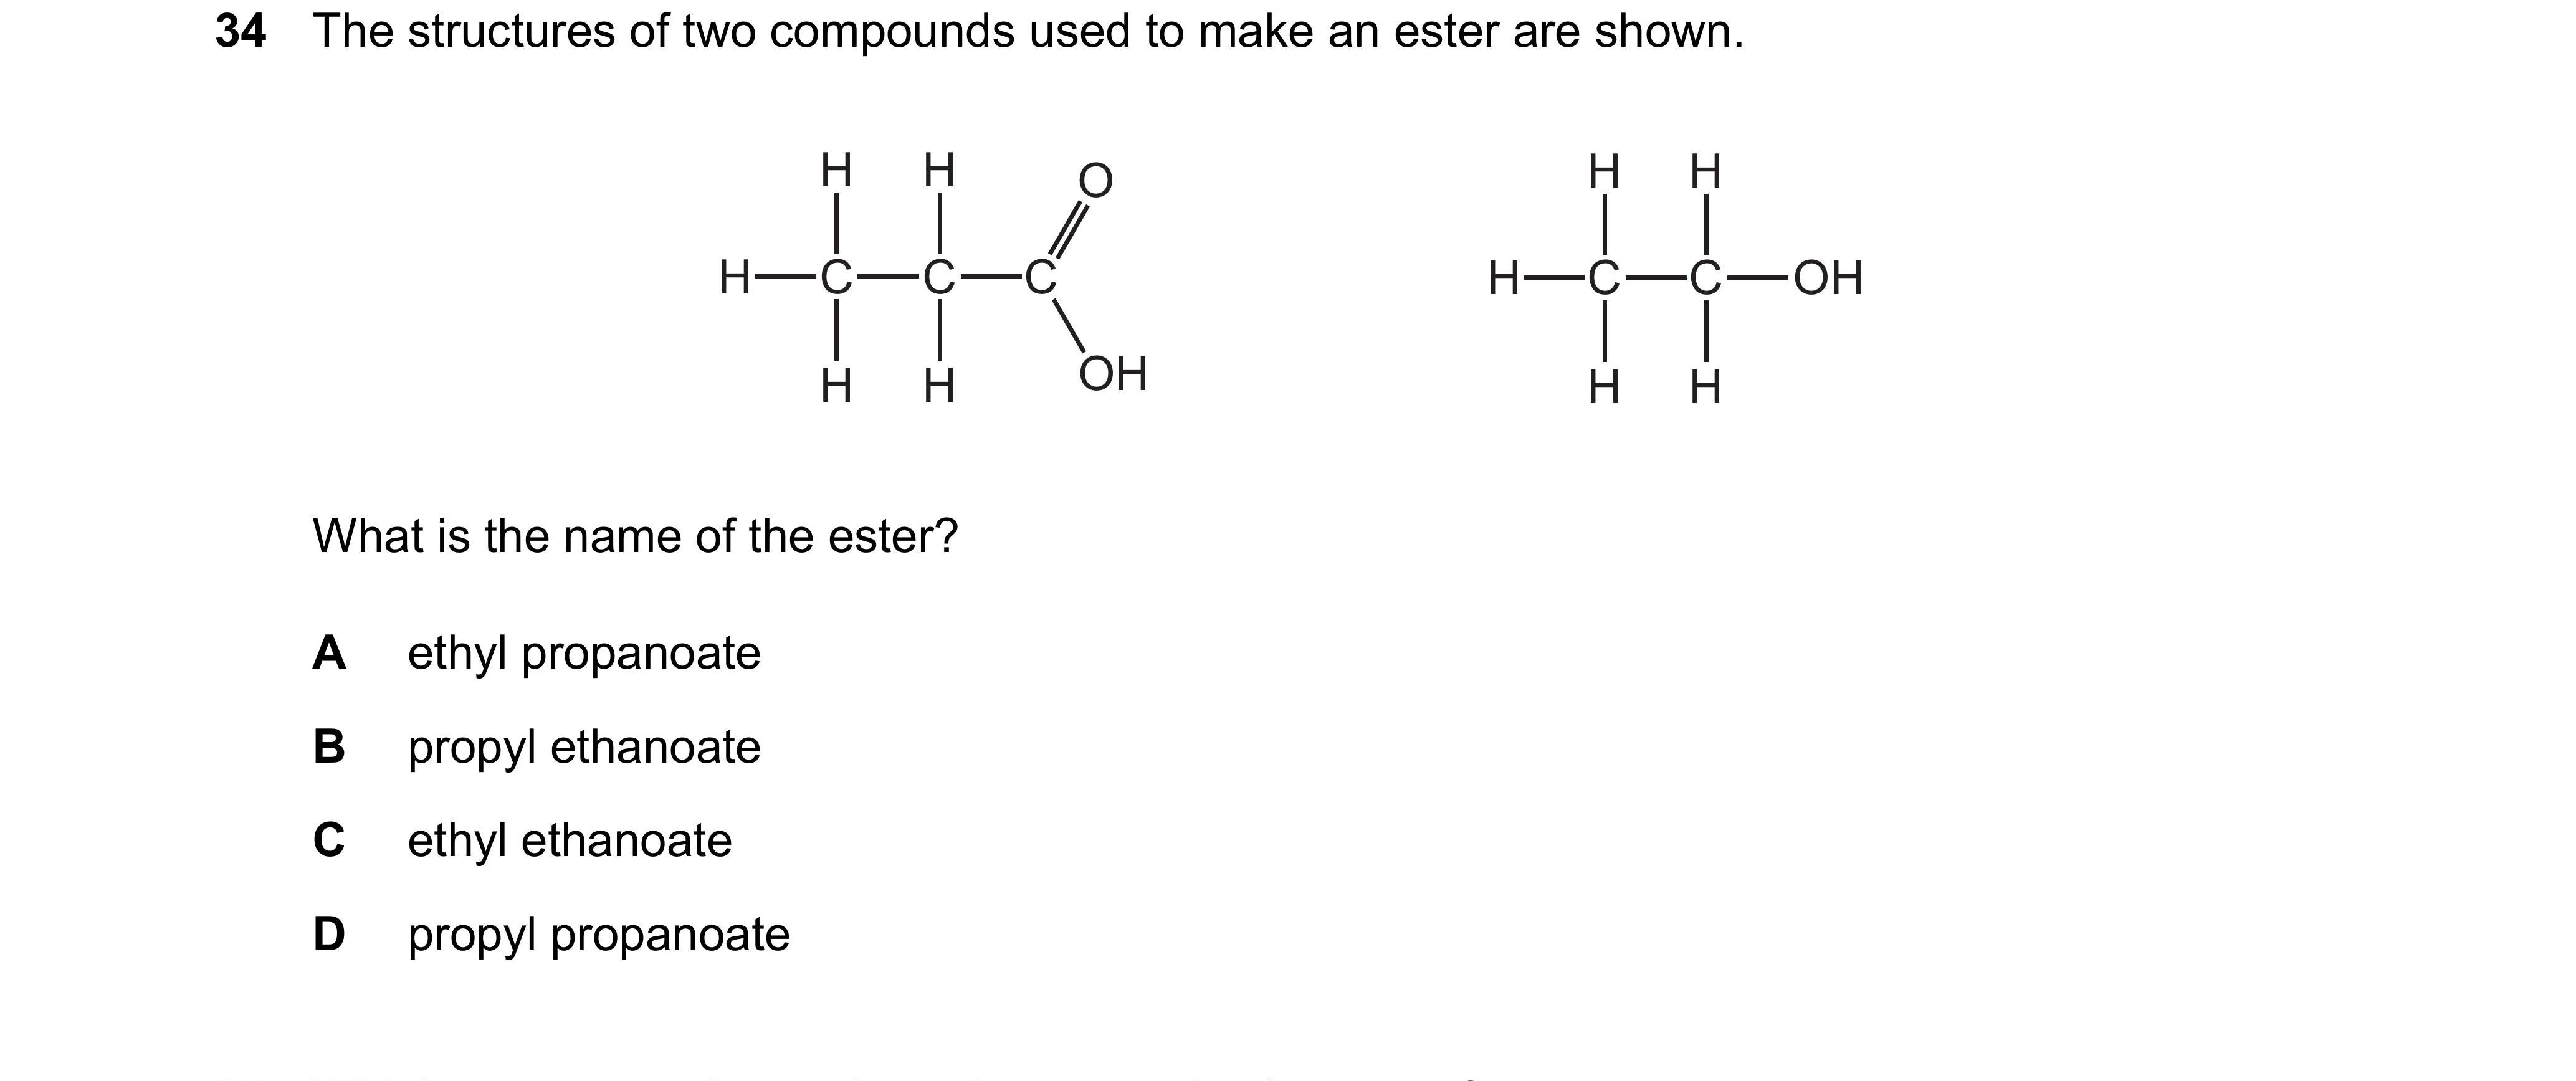 34 The structures of two compounds used to make an ester are shown.
H H O
H C C C
H H OH
H H
H C C OH
H H
What is the name of the ester?
A ethyl propanoate
B propyl ethanoate
C ethyl ethanoate
D propyl propanoate